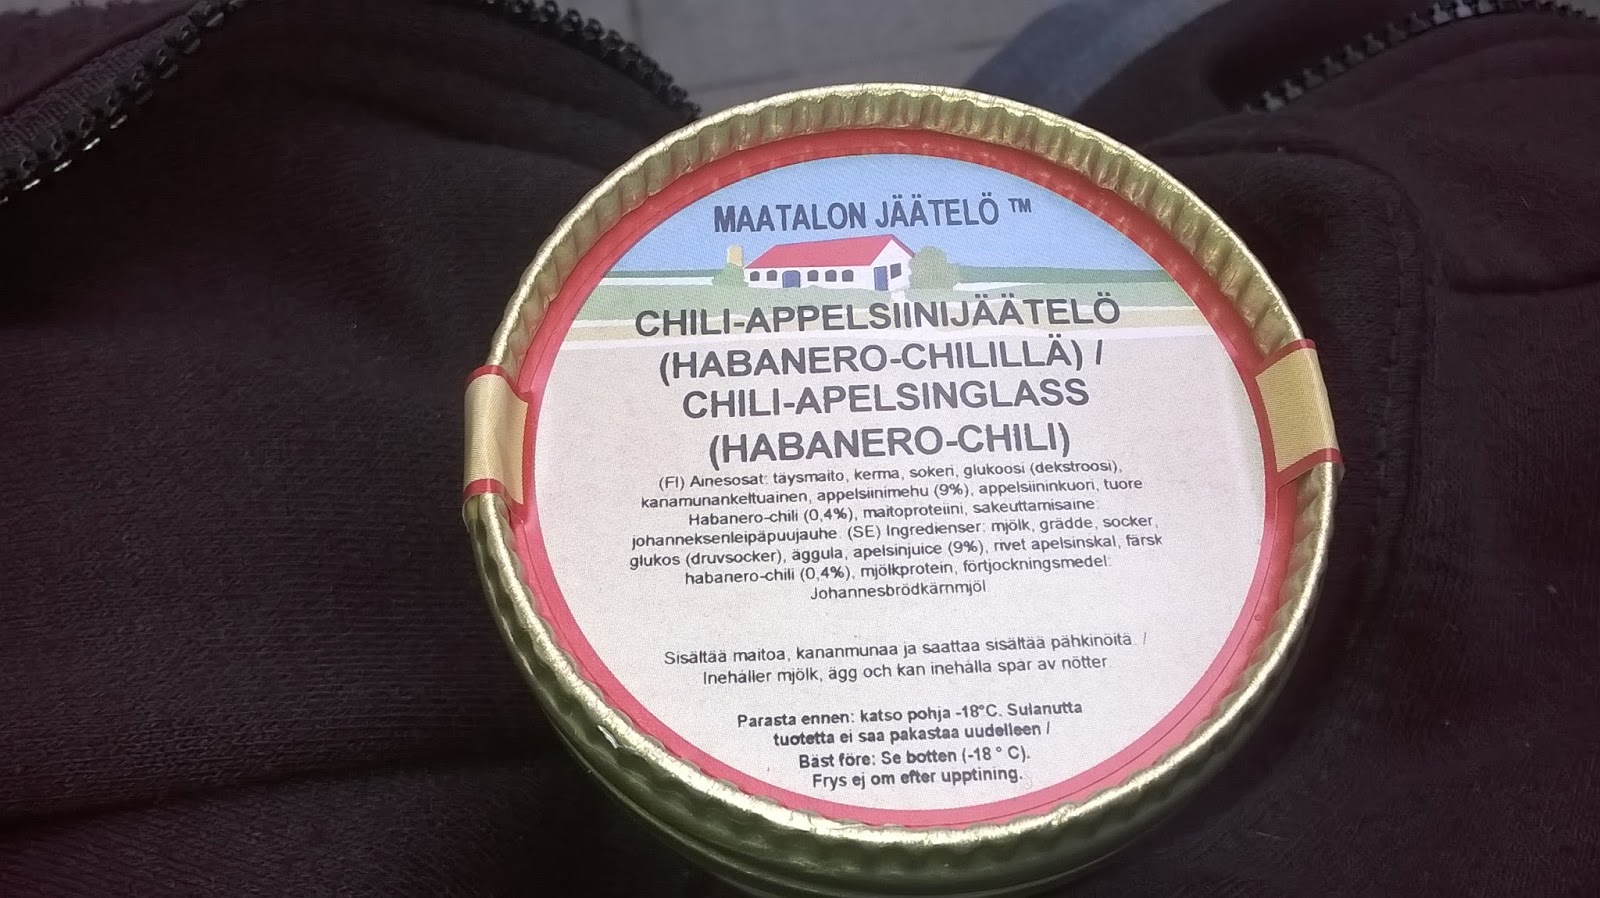 MAATALON JÄÄTELÖ ™
CHILI-APPELSIINIJÄÄTELÖ
(HABANERO-CHILILLÄ) /
CHILI-APELSINGLASS
(HABANERO-CHILI)
(FI) Ainesosat: täysmaito, kerma, sokeri, glukoosi (dekstroosi),
kanamunankeltuainen, appelsiinimehu (9%), appelsiininkuori, tuore
Habanero-chili (0,4%), maitoproteiini, sakeuttamisaine:
johanneksenleipäpuujauhe. (SE) Ingredienser: mjölk, grädde, socker,
glukos (druvsocker), äggula, apelsinjuice (9%), rivet apelsinskal, färsk
habanero-chili (0,4%), mjölkprotein, förtjockningsmedel:
Johannesbrödkärnmjöl
Sisältää maitoa, kananmunaa ja saattaa sisältää pähkinöitä. /
Inehåller mjölk, ägg och kan inehålla spår av nötter.
Parasta ennen: katso pohja -18°C. Sulanutta
tuotetta ei saa pakastaa uudelleen /
Bäst före: Se botten (-18 ° C).
Frys ej om efter upptining.